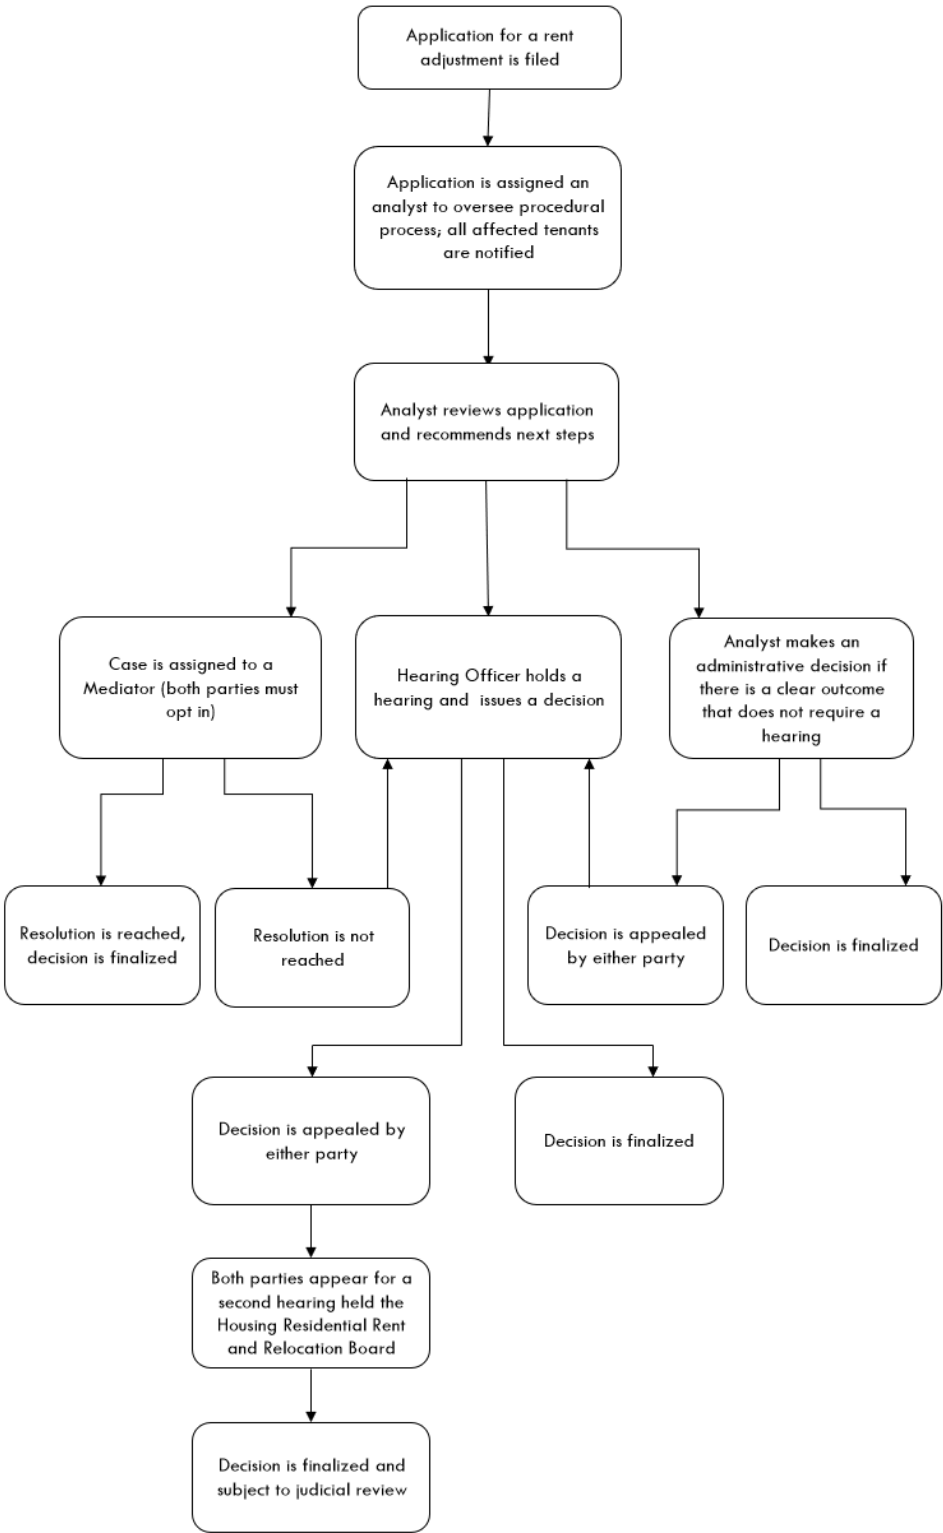 Application for a rent
adjustment is filed
Application is assigned an
analyst to oversee procedural
process; all affected tenants
are notified
Analyst reviews application
and recommends next steps
Case is assigned to a
Mediator (both parties must
opt in)
Hearing Officer holds a
hearing and issues a decision
Analyst makes an
administrative decision if
there is a clear outcome
that does not require a
hearing
Resolution is reached,
decision is finalized
Resolution is not
reached
Decision is appealed
by either party
Decision is finalized
Decision is appealed by
either party
Decision is finalized
Both parties appear for a
second hearing held the
Housing Residential Rent
and Relocation Board
Decision is finalized and
subject to judicial review